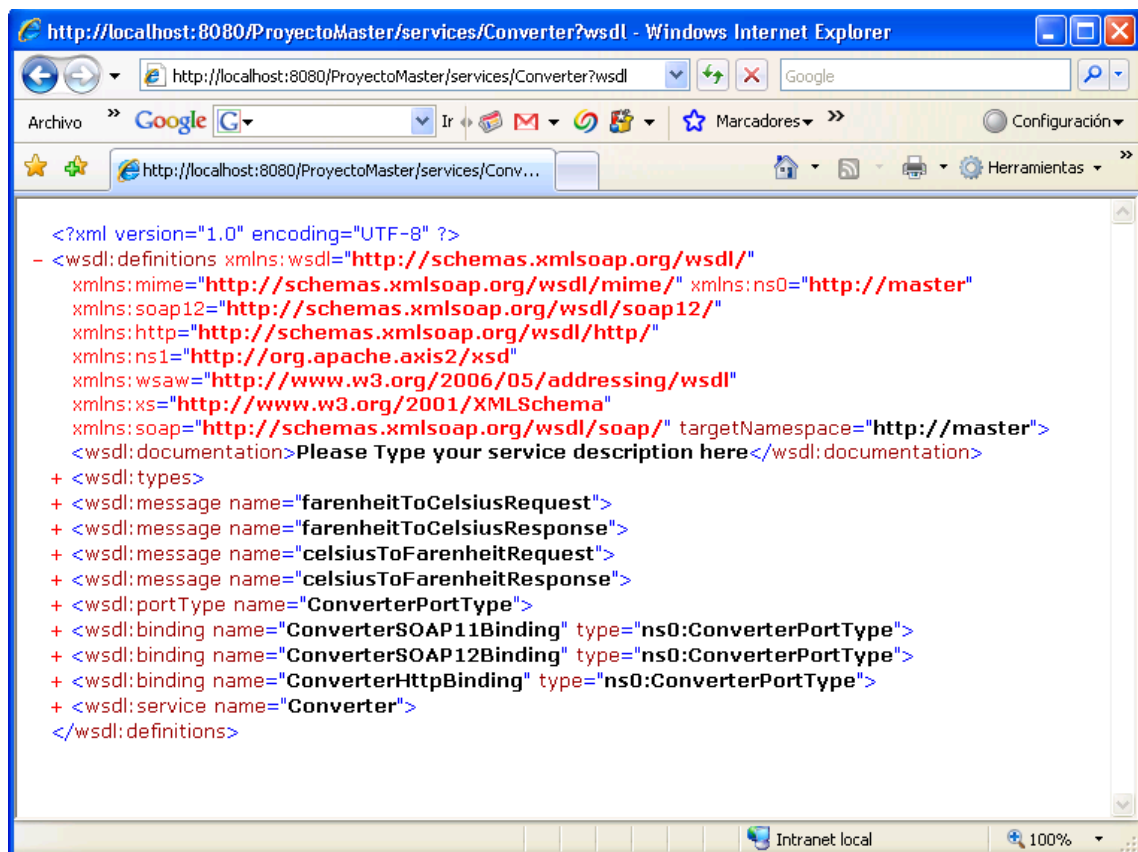 http://localhost:8080/ProyectoMaster/services/Converter?wsdl - Windows Internet Explorer
http://localhost:8080/ProyectoMaster/services/Converter?wsdl
Google
Archivo » Google G Ir Marcadores » Configuración
http://localhost:8080/ProyectoMaster/services/Conv... Herramientas »
<?xml version="1.0" encoding="UTF-8" ?>
- <wsdl:definitions xmlns:wsdl="http://schemas.xmlsoap.org/wsdl/"
xmlns:mime="http://schemas.xmlsoap.org/wsdl/mime/" xmlns:ns0="http://master"
xmlns:soap12="http://schemas.xmlsoap.org/wsdl/soap12/"
xmlns:http="http://schemas.xmlsoap.org/wsdl/http/"
xmlns:ns1="http://org.apache.axis2/xsd"
xmlns:wsaw="http://www.w3.org/2006/05/addressing/wsdl"
xmlns:xs="http://www.w3.org/2001/XMLSchema"
xmlns:soap="http://schemas.xmlsoap.org/wsdl/soap/" targetNamespace="http://master">
<wsdl:documentation>Please Type your service description here</wsdl:documentation>
+ <wsdl:types>
+ <wsdl:message name="farenheitToCelsiusRequest">
+ <wsdl:message name="farenheitToCelsiusResponse">
+ <wsdl:message name="celsiusToFarenheitRequest">
+ <wsdl:message name="celsiusToFarenheitResponse">
+ <wsdl:portType name="ConverterPortType">
+ <wsdl:binding name="ConverterSOAP11Binding" type="ns0:ConverterPortType">
+ <wsdl:binding name="ConverterSOAP12Binding" type="ns0:ConverterPortType">
+ <wsdl:binding name="ConverterHttpBinding" type="ns0:ConverterPortType">
+ <wsdl:service name="Converter">
</wsdl:definitions>
Intranet local 100%